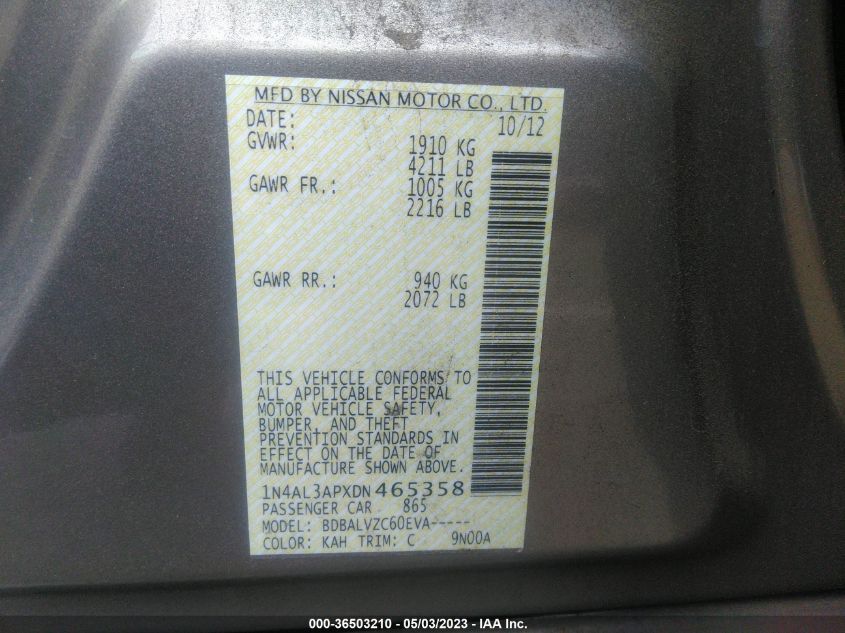 MFD BY NISSAN MOTOR CO., LTD.
DATE: 10/12
GVWR: 1910 KG
4211 LB
GAWR FR.: 1005 KG
2216 LB
GAWR RR.: 940 KG
2072 LB
THIS VEHICLE CONFORMS TO
ALL APPLICABLE FEDERAL
MOTOR VEHICLE SAFETY,
BUMPER, AND THEFT
PREVENTION STANDARDS IN
EFFECT ON THE DATE OF
MANUFACTURE SHOWN ABOVE.
1N4AL3APXDN465358
PASSENGER CAR 865
MODEL: BDBALVZC60EVA-----
COLOR: KAH TRIM: C 9N00A
000-36503210 - 05/03/2023 - IAA Inc.